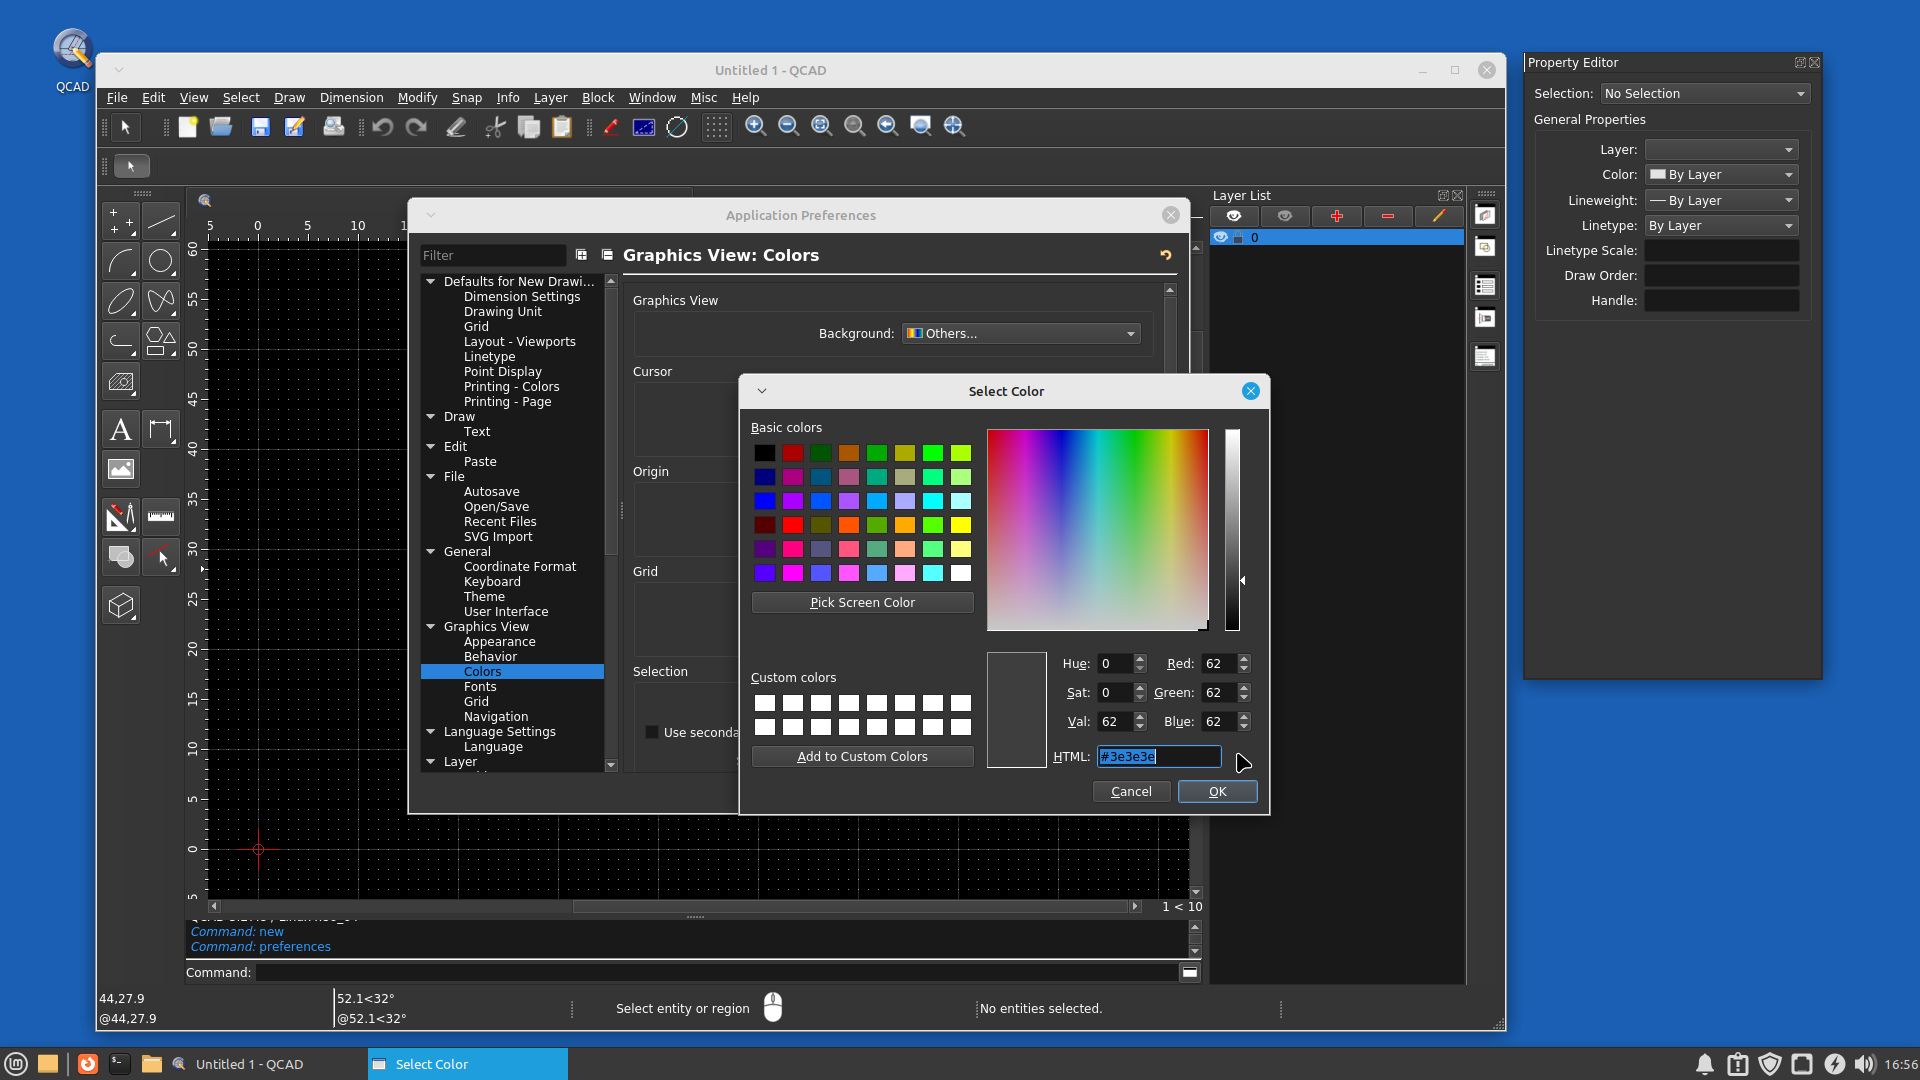 QCAD
Untitled 1 - QCAD
File Edit View Select Draw Dimension Modify Snap Info Layer Block Window Misc Help
Property Editor
Selection: No Selection
General Properties
Layer:
Color: By Layer
Lineweight: By Layer
Linetype: By Layer
Linetype Scale:
Draw Order:
Handle:
Layer List
0
5 0 5 10 1
60
55
50
45
40
35
30
25
20
15
10
5
0
5
Application Preferences
Filter
Graphics View: Colors
Defaults for New Drawi...
Dimension Settings
Drawing Unit
Grid
Layout - Viewports
Linetype
Point Display
Printing - Colors
Printing - Page
Draw
Text
Edit
Paste
File
Autosave
Open/Save
Recent Files
SVG Import
General
Coordinate Format
Keyboard
Theme
User Interface
Graphics View
Appearance
Behavior
Colors
Fonts
Grid
Navigation
Language Settings
Language
Layer
Graphics View
Background: Others...
Cursor
Origin
Grid
Selection
Use seconda
Select Color
Basic colors
Pick Screen Color
Custom colors
Add to Custom Colors
Hue: 0 Red: 62
Sat: 0 Green: 62
Val: 62 Blue: 62
HTML: #3e3e3e
Cancel OK
1 < 10
Command: new
Command: preferences
Command:
44,27.9
@44,27.9
52.1<32°
@52.1<32°
Select entity or region
No entities selected.
Untitled 1 - QCAD
Select Color
16:56